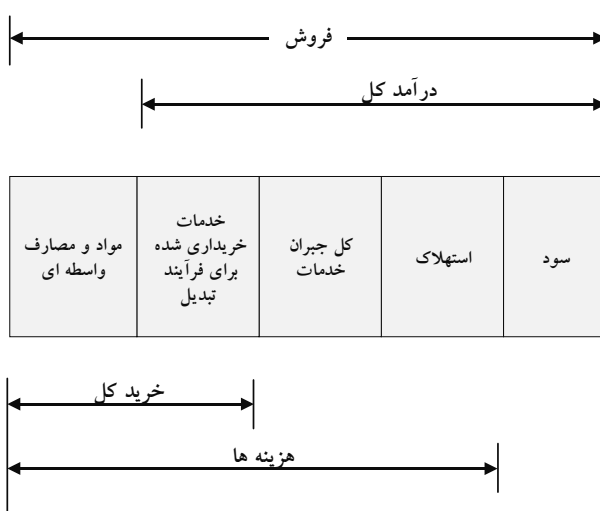 فروش
درآمد کل
مواد و مصارف
واسطه ای
خدمات
خریداری شده
برای فرآیند
تبدیل
کل جبران
خدمات
استهلاک
سود
خرید کل
هزینه ها